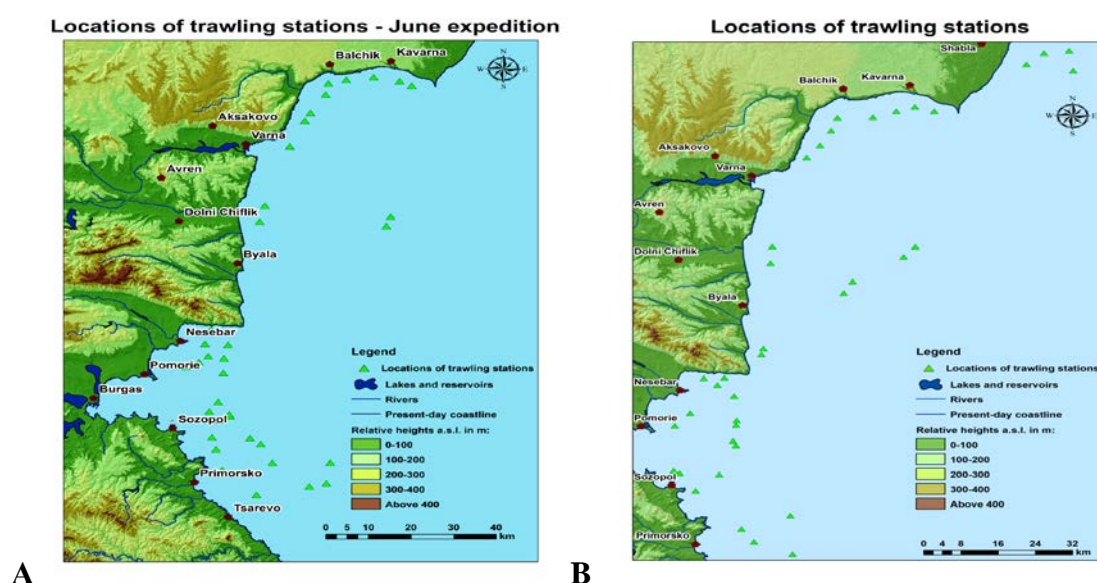 Locations of trawling stations - June expedition
Balchik
Kavarna
N
W
E
S
Aksakovo
Varna
Avren
Dolni Chiflik
Byala
Nesebar
Pomorie
Burgas
Sozopol
Primorsko
Tsarevo
Legend
Locations of trawling stations
Lakes and reservoirs
Rivers
Present-day coastline
Relative heights a.s.l. in m:
0-100
100-200
200-300
300-400
Above 400
0 5 10 20 30 40
km
A
Locations of trawling stations
Shabla
Balchik
Kavarna
N
W
E
S
Aksakovo
Varna
Avren
Dolni Chiflik
Byala
Nesebar
Pomorie
Sozopol
Primorsko
Legend
Locations of trawling stations
Lakes and reservoirs
Rivers
Present-day coastline
Relative heights a.s.l. in m:
0-100
100-200
200-300
300-400
Above 400
0 4 8 16 24 32
km
B